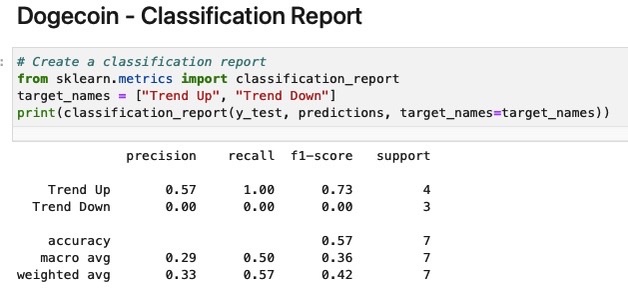 Dogecoin - Classification Report
# Create a classification report
from sklearn.metrics import classification_report
target_names = ["Trend Up", "Trend Down"]
print(classification_report(y_test, predictions, target_names=target_names))
precision recall f1-score support
Trend Up 0.57 1.00 0.73 4
Trend Down 0.00 0.00 0.00 3
accuracy 0.57 7
macro avg 0.29 0.50 0.36 7
weighted avg 0.33 0.57 0.42 7